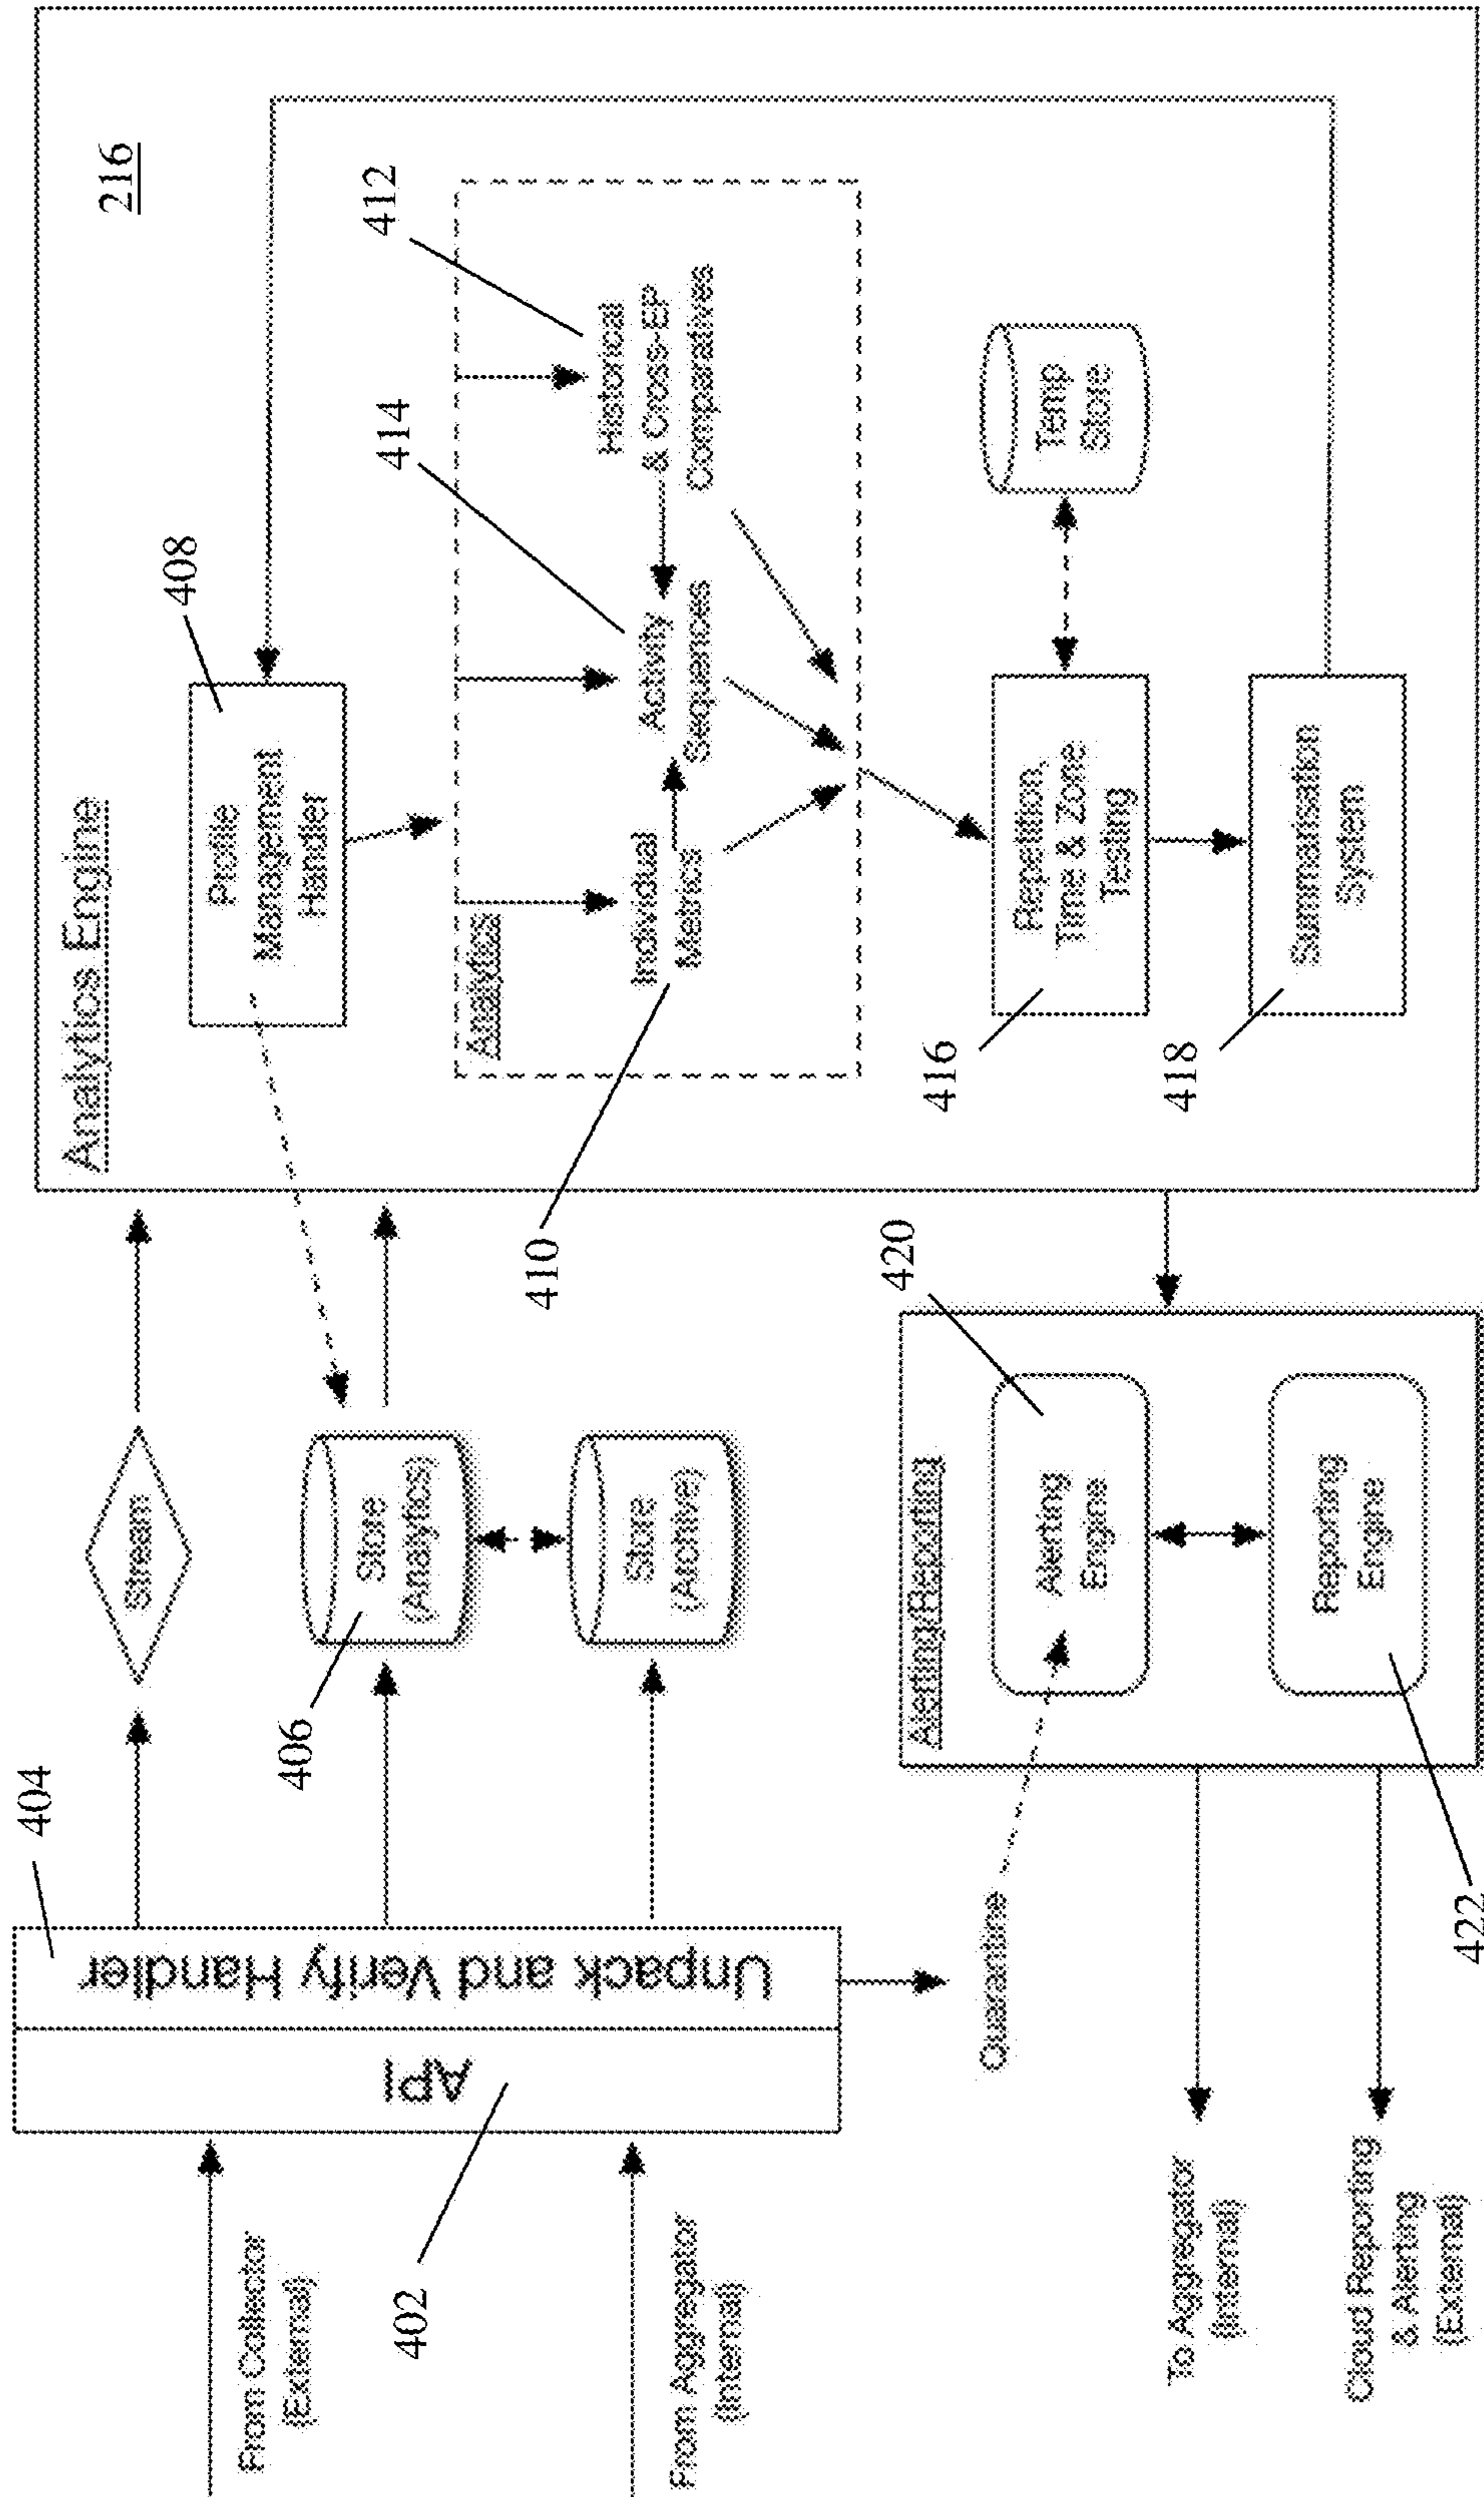 From Collector
(External)
From Aggregator
(Internal)
402
API
Unpack and Verify Handler
404
Stream
406
Store
(Analytics)
Store
(Archive)
Quarantine
Analytics Engine
216
Profile
Management
Handler
408
Analytics
Individual
Metrics
410
Activity
Sequences
414
Historical
& Cross-EP
Comparatives
412
Repetition,
Time & Zone
Testing
416
Temp
Store
Summarisation
System
418
Alerting/Reporting
Alerting
Engine
420
Reporting
Engine
422
To Aggregator
(Internal)
Cloud Reporting
& Alerting
(External)